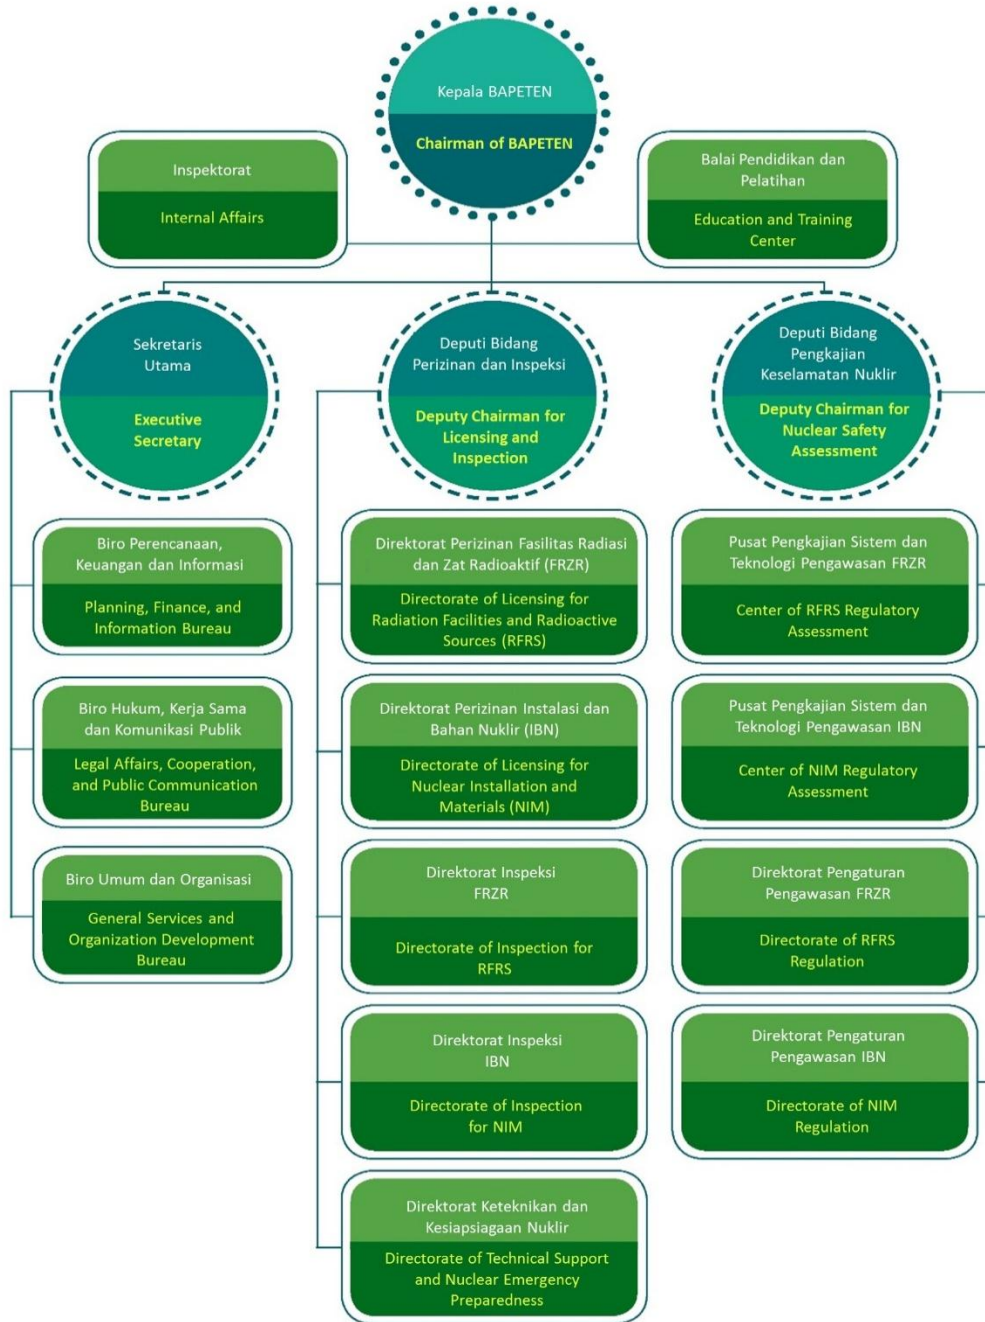 Kepala BAPETEN
Chairman of BAPETEN
Inspektorat
Internal Affairs
Balai Pendidikan dan
Pelatihan
Education and Training
Center
Sekretaris
Utama
Executive
Secretary
Deputi Bidang
Perizinan dan Inspeksi
Deputy Chairman for
Licensing and
Inspection
Deputi Bidang
Pengkajian
Keselamatan Nuklir
Deputy Chairman for
Nuclear Safety
Assessment
Biro Perencanaan,
Keuangan dan Informasi
Planning, Finance, and
Information Bureau
Biro Hukum, Kerja Sama
dan Komunikasi Publik
Legal Affairs, Cooperation,
and Public Communication
Bureau
Biro Umum dan Organisasi
General Services and
Organization Development
Bureau
Direktorat Perizinan Fasilitas Radiasi
dan Zat Radioaktif (FRZR)
Directorate of Licensing for
Radiation Facilities and Radioactive
Sources (RFRS)
Direktorat Perizinan Instalasi dan
Bahan Nuklir (IBN)
Directorate of Licensing for
Nuclear Installation and
Materials (NIM)
Direktorat Inspeksi
FRZR
Directorate of Inspection for
RFRS
Direktorat Inspeksi
IBN
Directorate of Inspection
for NIM
Direktorat Keteknikan dan
Kesiapsiagaan Nuklir
Directorate of Technical Support
and Nuclear Emergency
Preparedness
Pusat Pengkajian Sistem dan
Teknologi Pengawasan FRZR
Center of RFRS Regulatory
Assessment
Pusat Pengkajian Sistem dan
Teknologi Pengawasan IBN
Center of NIM Regulatory
Assessment
Direktorat Pengaturan
Pengawasan FRZR
Directorate of RFRS
Regulation
Direktorat Pengaturan
Pengawasan IBN
Directorate of NIM
Regulation